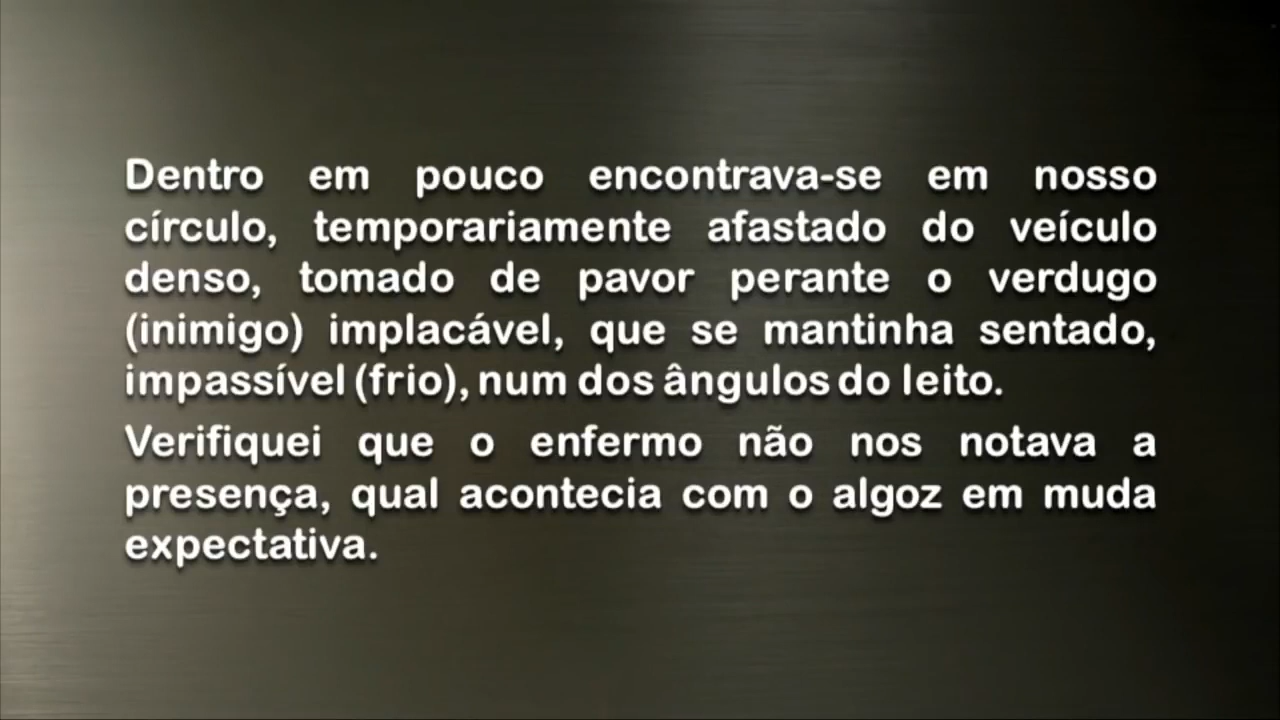 Dentro em pouco encontrava-se em nosso
círculo, temporariamente afastado do veículo
denso, tomado de pavor perante o verdugo
(inimigo) implacável, que se mantinha sentado,
impassível (frio), num dos ângulos do leito.
Verifiquei que o enfermo não nos notava a
presença, qual acontecia com o algoz em muda
expectativa.